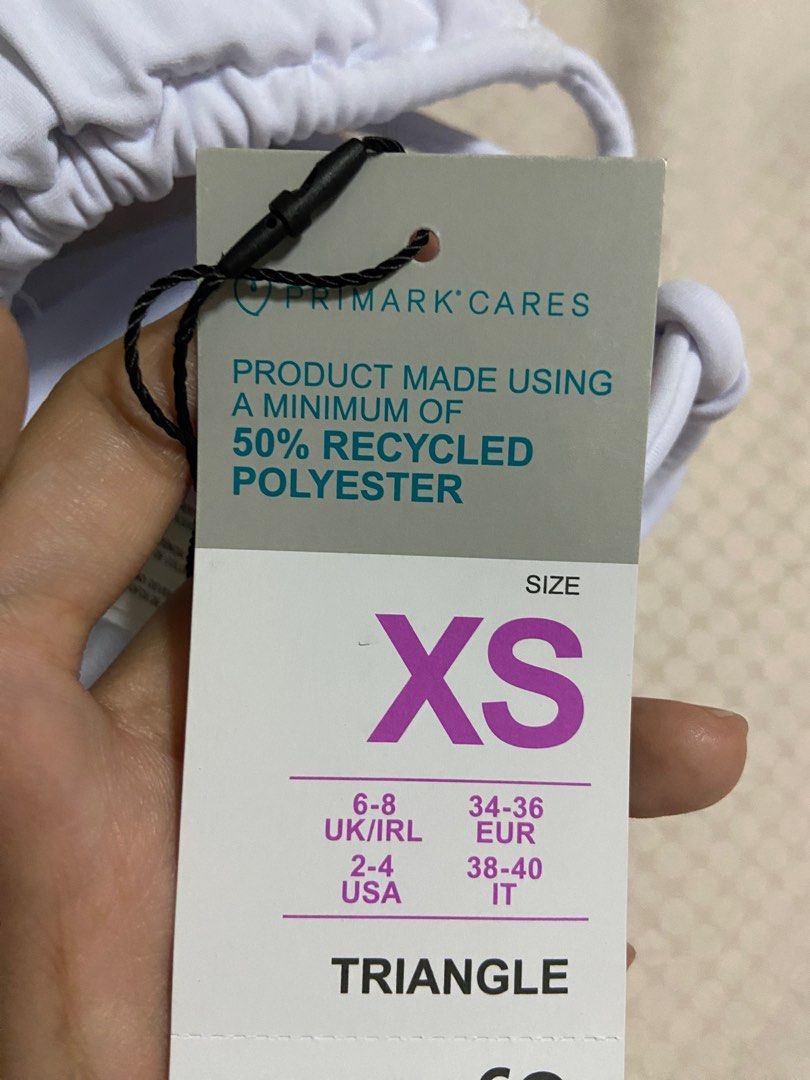 PRIMARK® CARES
PRODUCT MADE USING
A MINIMUM OF
50% RECYCLED
POLYESTER
SIZE
XS
6-8 34-36
UK/IRL EUR
2-4 38-40
USA IT
TRIANGLE